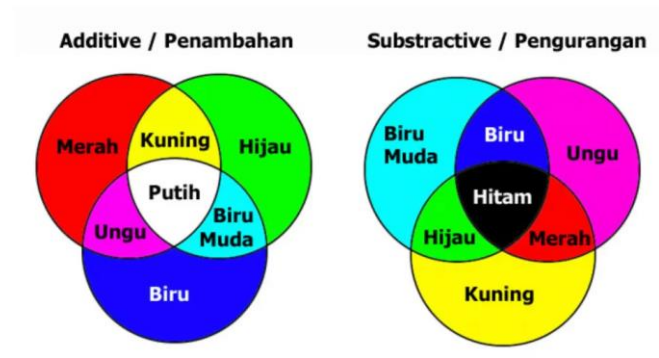 Additive / Penambahan
Merah
Kuning
Hijau
Putih
Ungu
Biru
Muda
Biru
Substractive / Pengurangan
Biru
Muda
Biru
Ungu
Hitam
Hijau
Merah
Kuning